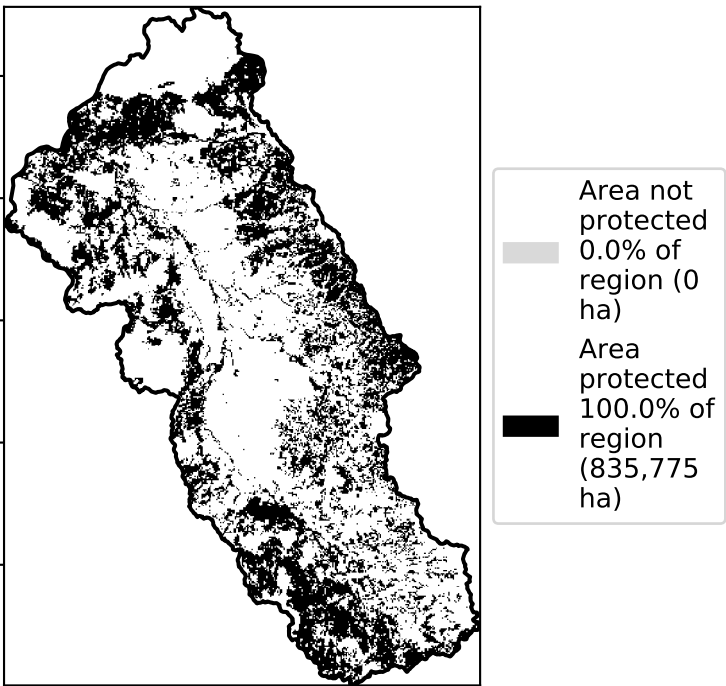 Area not
protected
0.0% of
region (0
ha)
Area
protected
100.0% of
region
(835,775
ha)